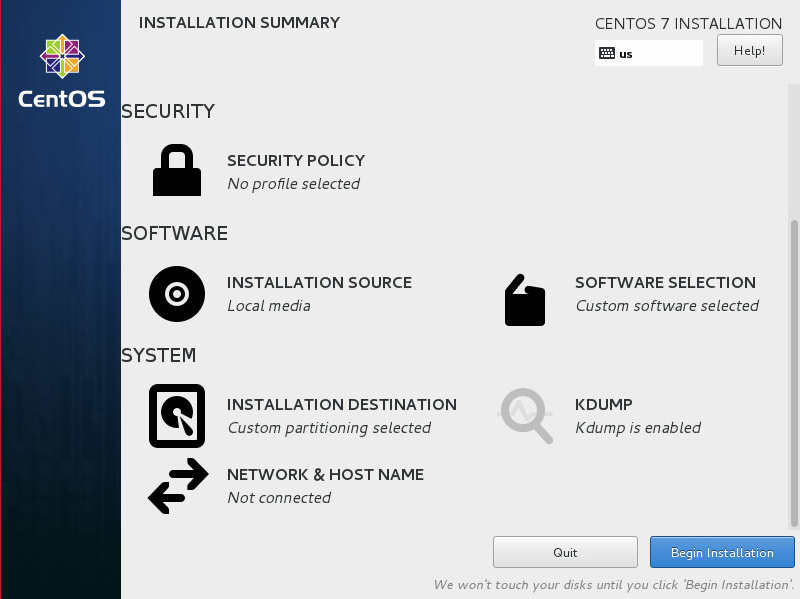 INSTALLATION SUMMARY
CENTOS 7 INSTALLATION
us
Help!
CentOS
SECURITY
SECURITY POLICY
No profile selected
SOFTWARE
INSTALLATION SOURCE
Local media
SOFTWARE SELECTION
Custom software selected
SYSTEM
INSTALLATION DESTINATION
Custom partitioning selected
KDUMP
Kdump is enabled
NETWORK & HOST NAME
Not connected
Quit
Begin Installation
We won't touch your disks until you click 'Begin Installation'.